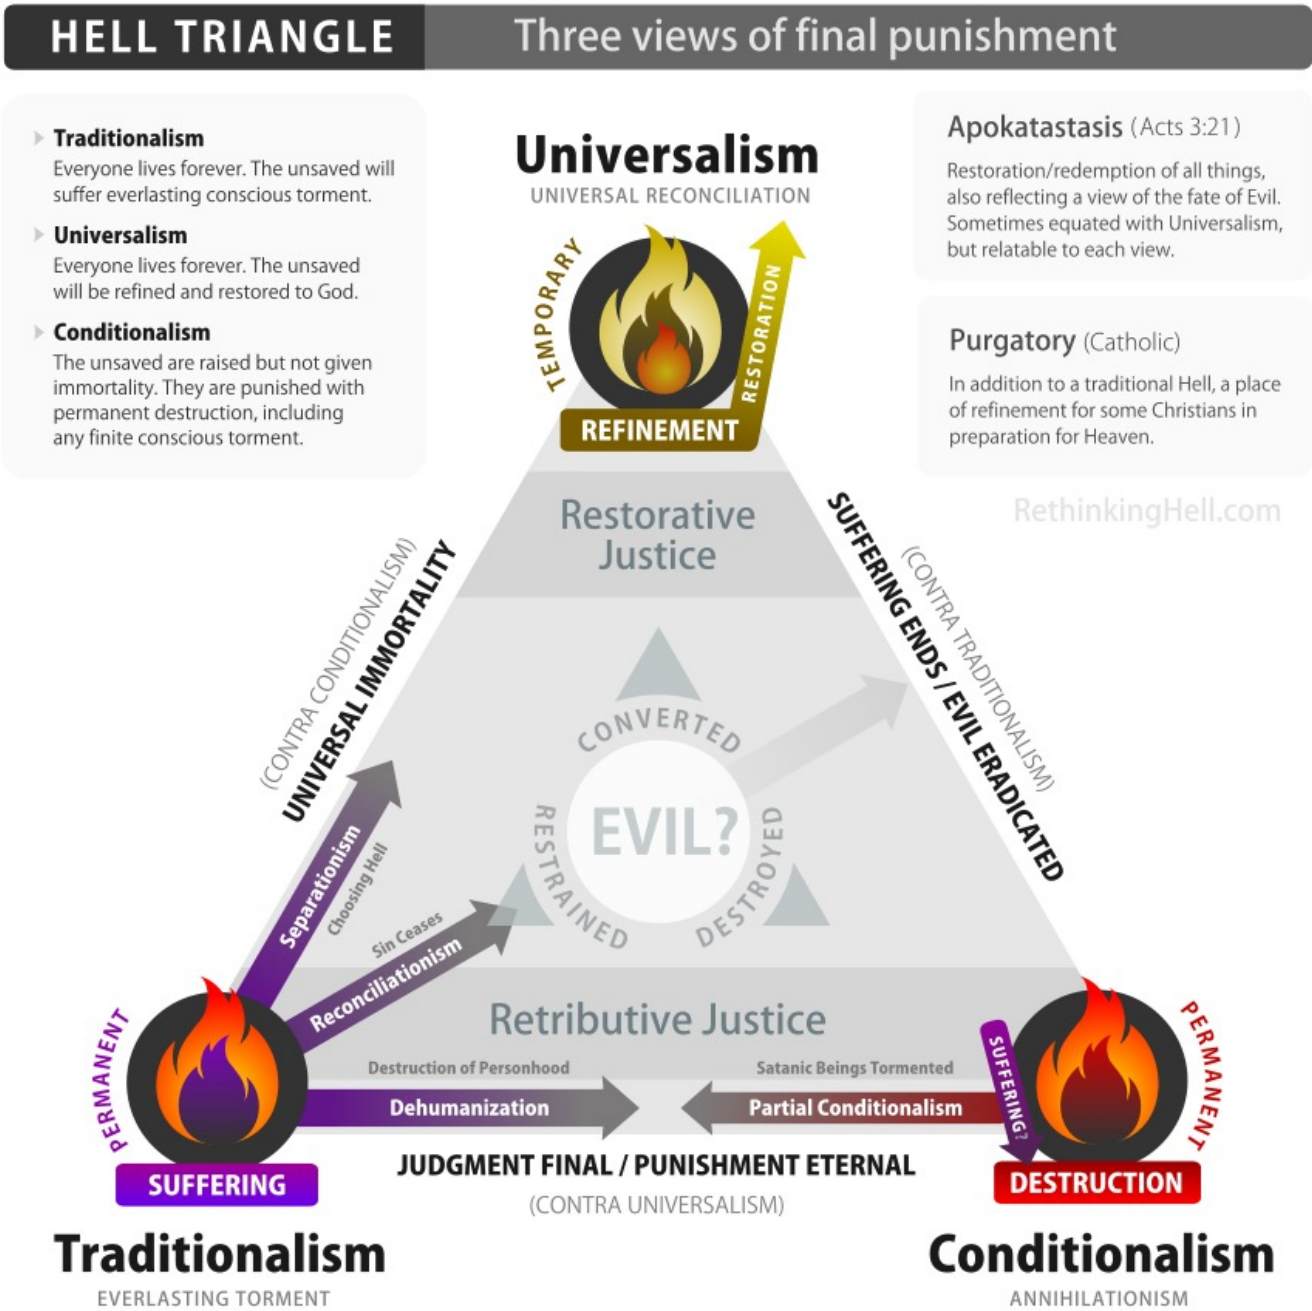 HELL TRIANGLE
Three views of final punishment
Traditionalism
Everyone lives forever. The unsaved will
suffer everlasting conscious torment.
Universalism
Everyone lives forever. The unsaved
will be refined and restored to God.
Conditionalism
The unsaved are raised but not given
immortality. They are punished with
permanent destruction, including
any finite conscious torment.
Universalism
UNIVERSAL RECONCILIATION
TEMPORARY
RESTORATION
REFINEMENT
Apokatastasis (Acts 3:21)
Restoration/redemption of all things,
also reflecting a view of the fate of Evil.
Sometimes equated with Universalism,
but relatable to each view.
Purgatory (Catholic)
In addition to a traditional Hell, a place
of refinement for some Christians in
preparation for Heaven.
RethinkingHell.com
Restorative
Justice
(CONTRA CONDITIONALISM)
UNIVERSAL IMMORTALITY
SUFFERING ENDS / EVIL ERADICATED
(CONTRA TRADITIONALISM)
CONVERTED
EVIL?
RESTRAINED
DESTROYED
Separationism
Choosing Hell
Sin Ceases
Reconciliationism
Retributive Justice
Destruction of Personhood
Dehumanization
Satanic Beings Tormented
Partial Conditionalism
PERMANENT
SUFFERING
SUFFERING?
PERMANENT
DESTRUCTION
JUDGMENT FINAL / PUNISHMENT ETERNAL
(CONTRA UNIVERSALISM)
Traditionalism
EVERLASTING TORMENT
Conditionalism
ANNIHILATIONISM